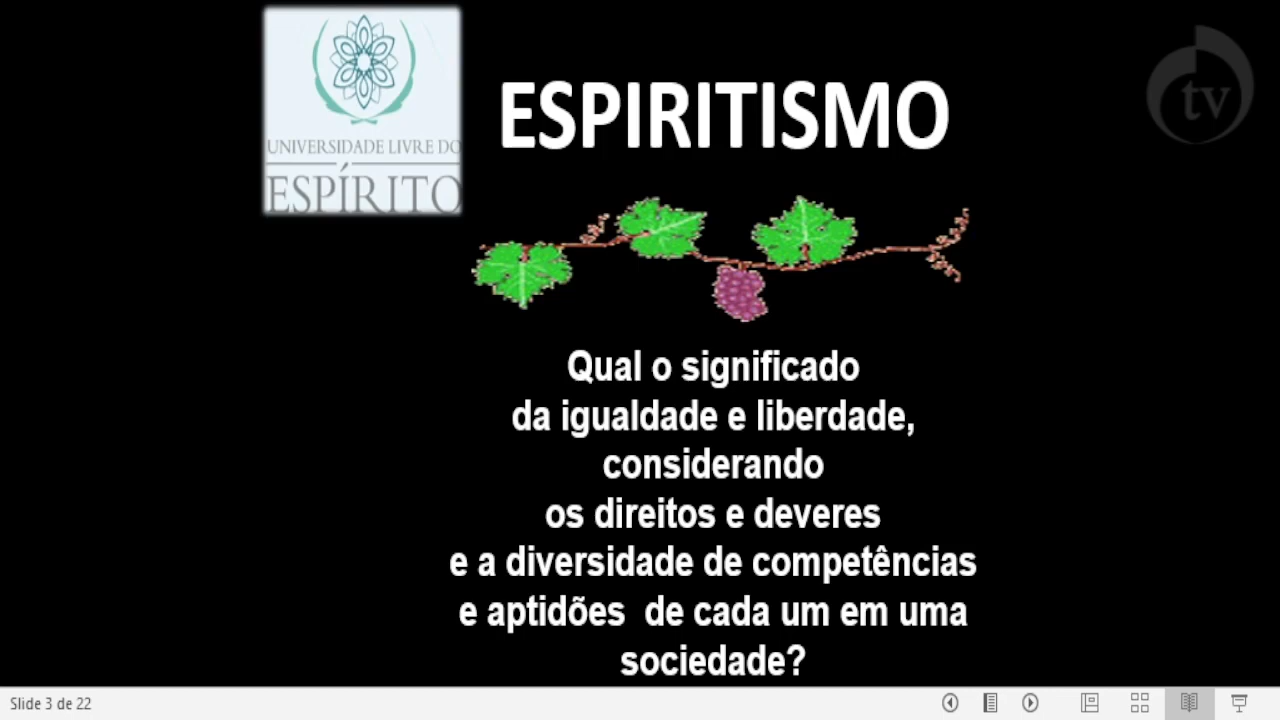 UNIVERSIDADE LIVRE DO
ESPÍRITO
ESPIRITISMO
tv
Qual o significado
da igualdade e liberdade,
considerando
os direitos e deveres
e a diversidade de competências
e aptidões de cada um em uma
sociedade?
Slide 3 de 22